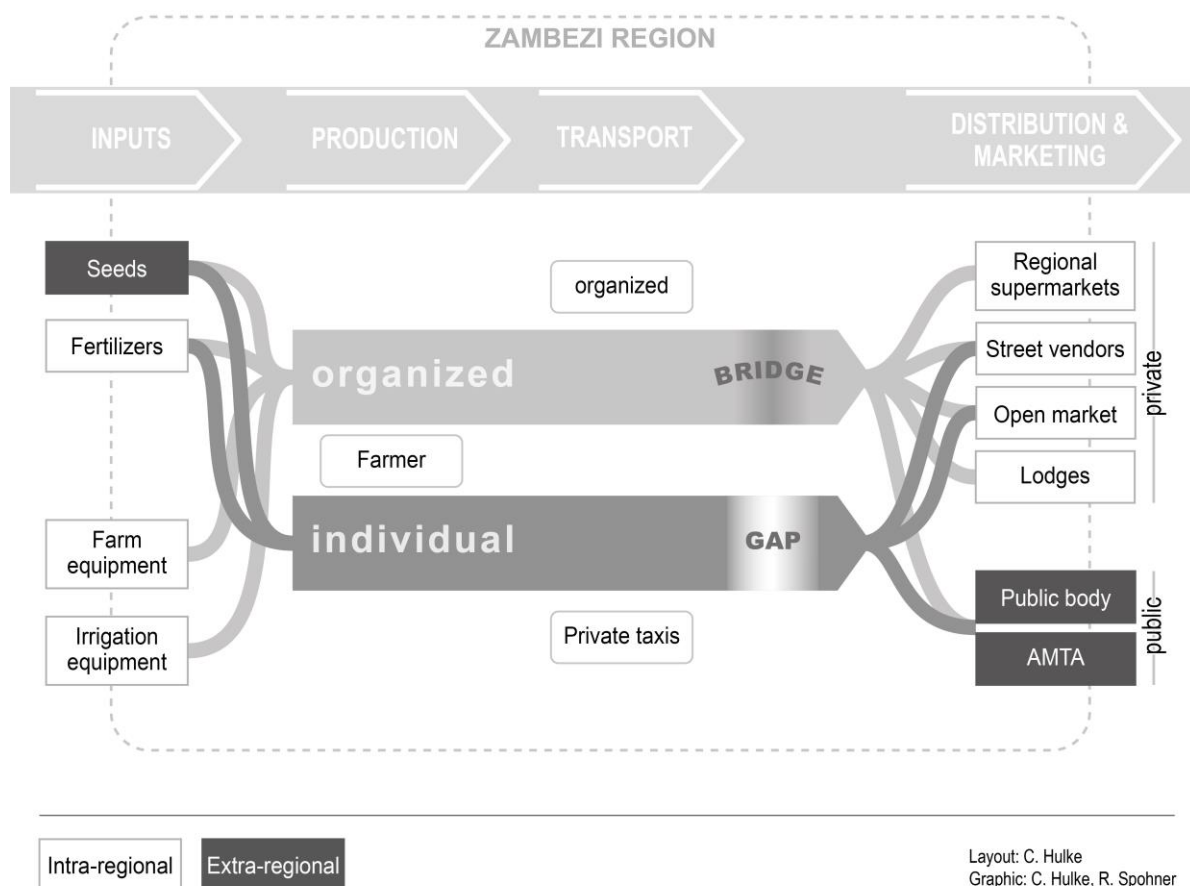 ZAMBEZI REGION
INPUTS
PRODUCTION
TRANSPORT
DISTRIBUTION &
MARKETING
Seeds
Fertilizers
Farm
equipment
Irrigation
equipment
organized
organized
BRIDGE
Farmer
individual
GAP
Private taxis
Regional
supermarkets
Street vendors
Open market
Lodges
private
Public body
AMTA
public
Intra-regional
Extra-regional
Layout: C. Hulke
Graphic: C. Hulke, R. Spohner